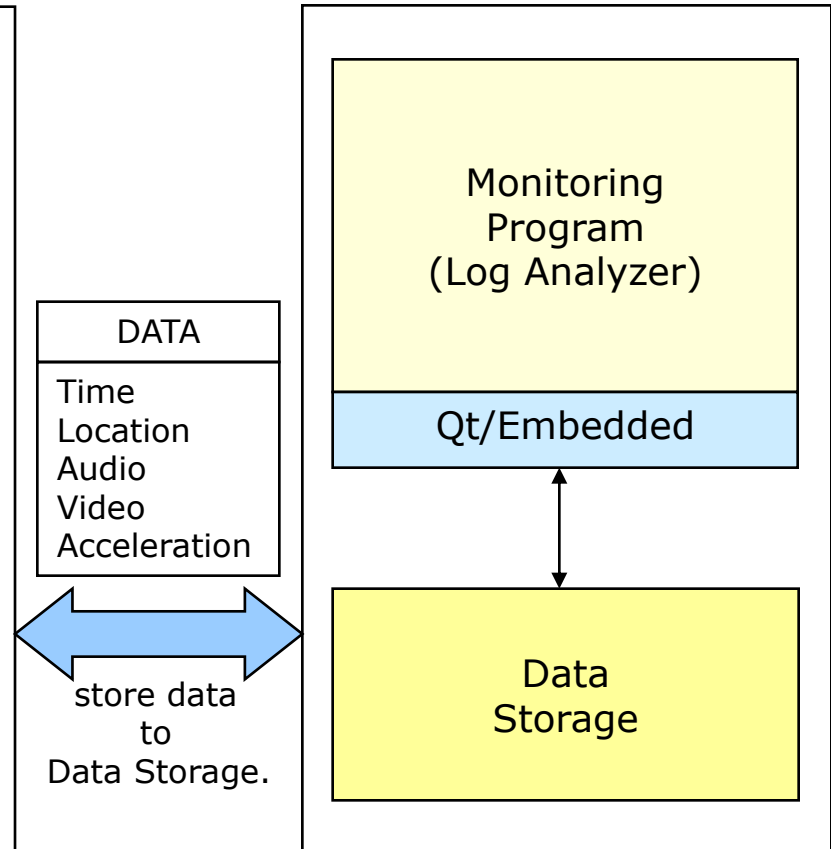 Monitoring
Program
(Log Analyzer)
Qt/Embedded
DATA
Time
Location
Audio
Video
Acceleration
store data
to
Data Storage.
Data
Storage